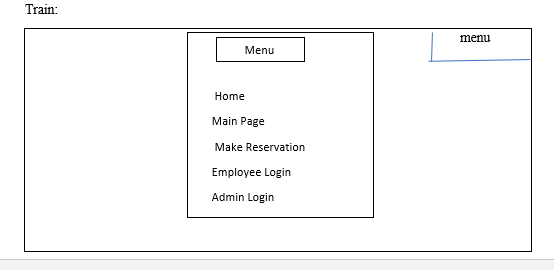 Train:
menu
Menu
Home
Main Page
Make Reservation
Employee Login
Admin Login